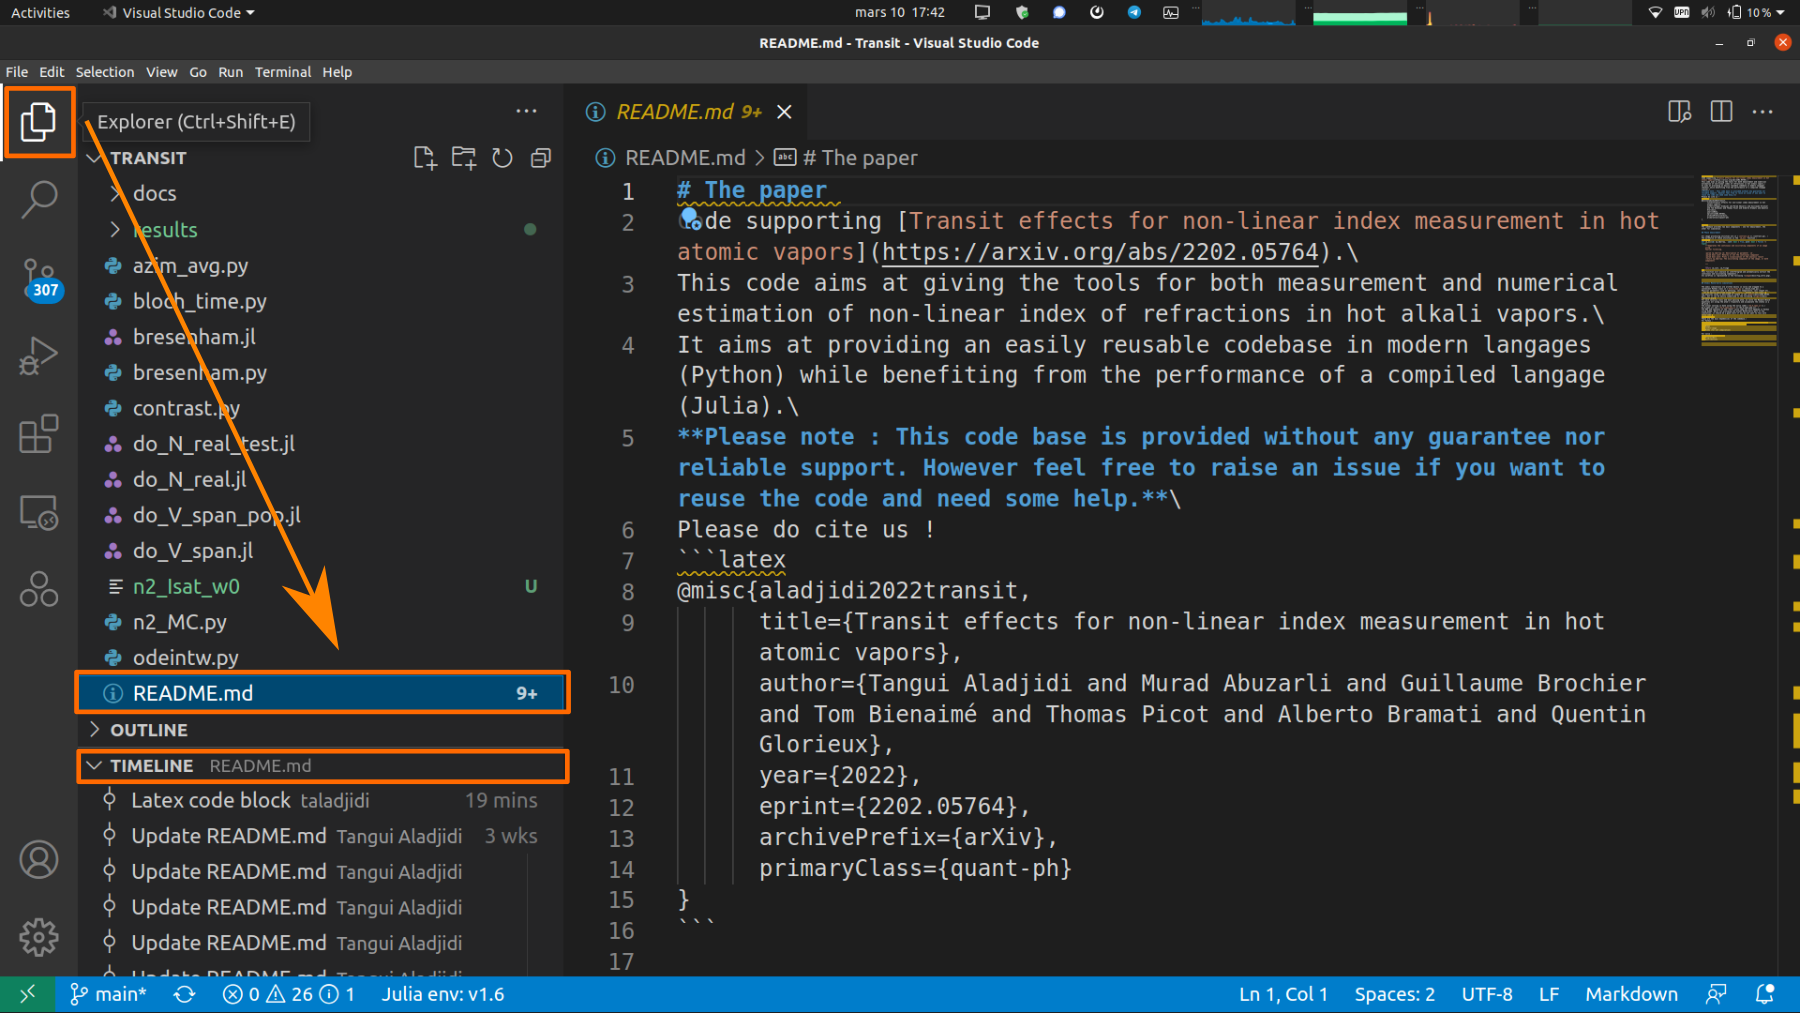 Activities
Visual Studio Code
mars 10 17:42
VPN
10 %
README.md - Transit - Visual Studio Code
File Edit Selection View Go Run Terminal Help
Explorer (Ctrl+Shift+E)
TRANSIT
docs
results
azim_avg.py
bloch_time.py
bresenham.jl
bresenham.py
contrast.py
do_N_real_test.jl
do_N_real.jl
do_V_span_pop.jl
do_V_span.jl
n2_Isat_w0 U
n2_MC.py
odeintw.py
README.md 9+
OUTLINE
TIMELINE README.md
Latex code block taladjidi 19 mins
Update README.md Tangui Aladjidi 3 wks
Update README.md Tangui Aladjidi
Update README.md Tangui Aladjidi
Update README.md Tangui Aladjidi
Update README.md Tangui Aladjidi
307
README.md 9+
README.md > abc # The paper
1 # The paper
2 Code supporting [Transit effects for non-linear index measurement in hot
atomic vapors](https://arxiv.org/abs/2202.05764).\
3 This code aims at giving the tools for both measurement and numerical
estimation of non-linear index of refractions in hot alkali vapors.\
4 It aims at providing an easily reusable codebase in modern langages
(Python) while benefiting from the performance of a compiled langage
(Julia).\
5 **Please note : This code base is provided without any guarantee nor
reliable support. However feel free to raise an issue if you want to
reuse the code and need some help.**\
6 Please do cite us !
7 ```latex
8 @misc{aladjidi2022transit,
9 title={Transit effects for non-linear index measurement in hot
atomic vapors},
10 author={Tangui Aladjidi and Murad Abuzarli and Guillaume Brochier
and Tom Bienaimé and Thomas Picot and Alberto Bramati and Quentin
Glorieux},
11 year={2022},
12 eprint={2202.05764},
13 archivePrefix={arXiv},
14 primaryClass={quant-ph}
15 }
16 ```
17
main* 0 26 1 Julia env: v1.6
Ln 1, Col 1 Spaces: 2 UTF-8 LF Markdown